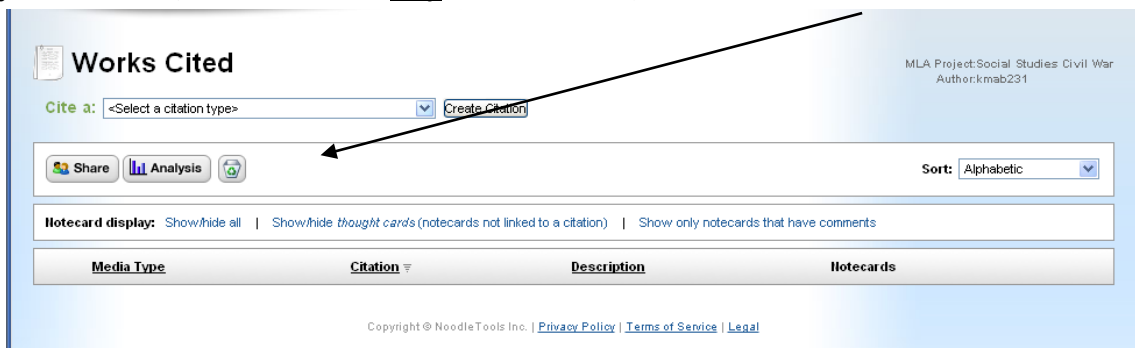 Works Cited
MLA Project:Social Studies Civil War
Author:kmab231
Cite a: <Select a citation type> Create Citation
Share Analysis Sort: Alphabetic
Notecard display: Show/hide all | Show/hide thought cards (notecards not linked to a citation) | Show only notecards that have comments
Media Type Citation Description Notecards
Copyright © NoodleTools Inc. | Privacy Policy | Terms of Service | Legal